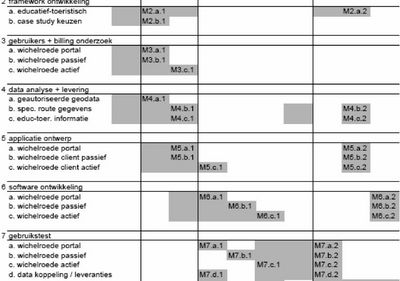 2 framework ontwikkeling
a. educatief-toeristisch M2.a.1 M2.a.2
b. case study keuzen M2.b.1
3 gebruikers + billing onderzoek
a. wichelroede portal M3.a.1
b. wichelroede passief M3.b.1
c. wichelroede actief M3.c.1
4 data analyse + levering
a. geautoriseerde geodata M4.a.1
b. spec. route gegevens M4.b.1 M4.b.2
c. educ-toer. informatie M4.c.1 M4.c.2
5 applicatie ontwerp
a. wichelroede portal M5.a.1 M5.a.2
b. wichelroede client passief M5.b.1 M5.b.2
c. wichelroede client actief M5.c.1 M5.c.2
6 software ontwikkeling
a. wichelroede portal M6.a.1 M6.a.2
b. wichelroede passief M6.b.1 M6.b.2
c. wichelroede actief M6.c.1 M6.c.2
7 gebruikstest
a. wichelroede portal M7.a.1 M7.a.2
b. wichelroede passief M7.b.1 M7.b.2
c. wichelroede actief M7.c.1 M7.c.2
d. data koppeling / leveranties M7.d.1 M7.d.2